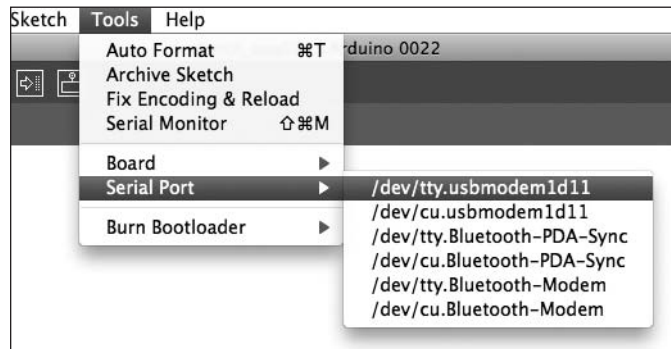 Sketch Tools Help
rduino 0022
Auto Format ⌘T
Archive Sketch
Fix Encoding & Reload
Serial Monitor ⇧⌘M
Board ▶
Serial Port ▶
/dev/tty.usbmodem1d11
/dev/cu.usbmodem1d11
/dev/tty.Bluetooth-PDA-Sync
/dev/cu.Bluetooth-PDA-Sync
/dev/tty.Bluetooth-Modem
/dev/cu.Bluetooth-Modem
Burn Bootloader ▶